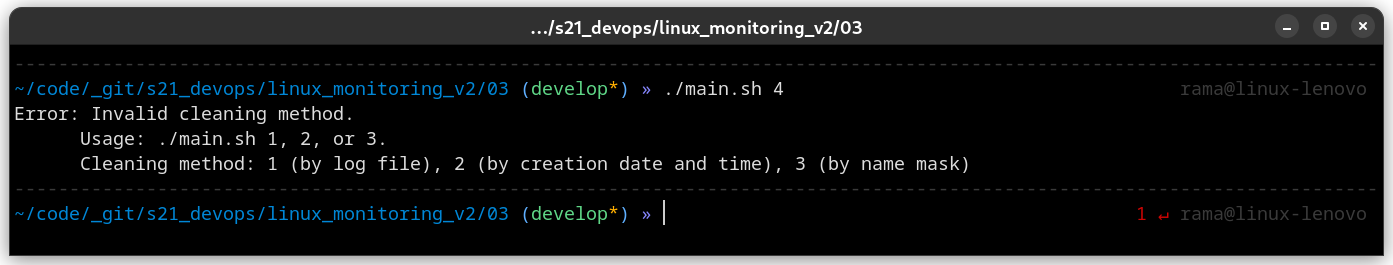 .../s21_devops/linux_monitoring_v2/03
~/code/_git/s21_devops/linux_monitoring_v2/03 (develop*) » ./main.sh 4 rama@linux-lenovo
Error: Invalid cleaning method.
Usage: ./main.sh 1, 2, or 3.
Cleaning method: 1 (by log file), 2 (by creation date and time), 3 (by name mask)
~/code/_git/s21_devops/linux_monitoring_v2/03 (develop*) » 1 ↵ rama@linux-lenovo